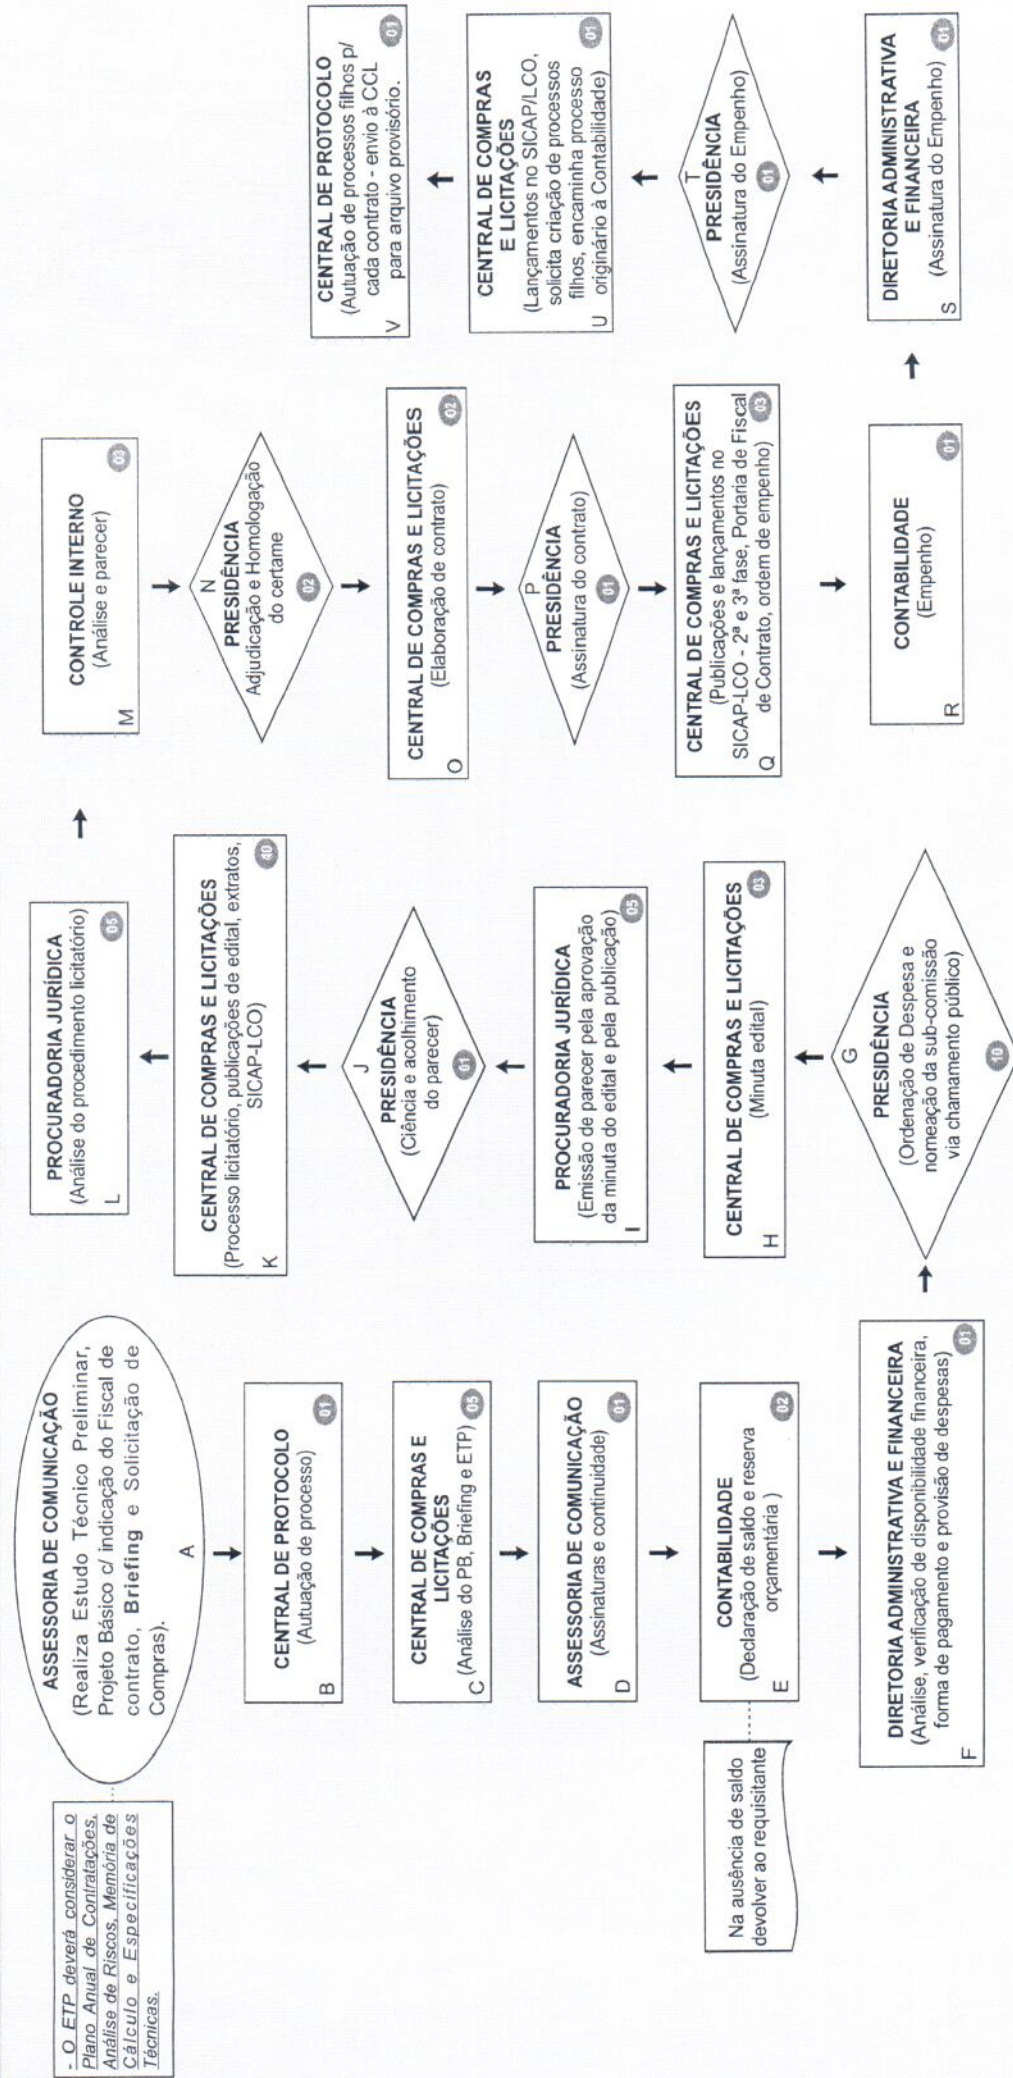 - O ETP deverá considerar o
Plano Anual de Contratações,
Análise de Riscos, Memória de
Cálculo e Especificações
Técnicas.
ASSESSORIA DE COMUNICAÇÃO
(Realiza Estudo Técnico Preliminar,
Projeto Básico c/ indicação do Fiscal de
contrato, Briefing e Solicitação de
Compras).
A
CENTRAL DE PROTOCOLO
(Autuação de processo)
B
01
CENTRAL DE COMPRAS E
LICITAÇÕES
(Análise do PB, Briefing e ETP)
C
05
ASSESSORIA DE COMUNICAÇÃO
(Assinaturas e continuidade)
D
01
CONTABILIDADE
(Declaração de saldo e reserva
orçamentária )
E
02
Na ausência de saldo
devolver ao requisitante
DIRETORIA ADMINISTRATIVA E FINANCEIRA
(Análise, verificação de disponibilidade financeira,
forma de pagamento e provisão de despesas)
F
01
G
PRESIDÊNCIA
(Ordenação de Despesa e
nomeação da sub-comissão
via chamamento público)
10
CENTRAL DE COMPRAS E LICITAÇÕES
(Minuta edital)
H
03
PROCURADORIA JURÍDICA
(Emissão de parecer pela aprovação
da minuta do edital e pela publicação)
I
05
J
PRESIDÊNCIA
(Ciência e acolhimento
do parecer)
01
CENTRAL DE COMPRAS E LICITAÇÕES
(Processo licitatório, publicações de edital, extratos,
SICAP-LCO)
K
40
PROCURADORIA JURÍDICA
(Análise do procedimento licitatório)
L
05
CONTROLE INTERNO
(Análise e parecer)
M
03
N
PRESIDÊNCIA
Adjudicação e Homologação
do certame
02
CENTRAL DE COMPRAS E LICITAÇÕES
(Elaboração de contrato)
O
02
P
PRESIDÊNCIA
(Assinatura do contrato)
01
CENTRAL DE COMPRAS E LICITAÇÕES
(Publicações e lançamentos no
SICAP-LCO - 2ª e 3ª fase, Portaria de Fiscal
de Contrato, ordem de empenho)
Q
03
CONTABILIDADE
(Empenho)
R
01
DIRETORIA ADMINISTRATIVA
E FINANCEIRA
(Assinatura do Empenho)
S
01
T
PRESIDÊNCIA
(Assinatura do Empenho)
01
CENTRAL DE COMPRAS
E LICITAÇÕES
(Lançamentos no SICAP/LCO,
solicita criação de processos
filhos, encaminha processo
originário à Contabilidade)
U
01
CENTRAL DE PROTOCOLO
(Autuação de processos filhos p/
cada contrato - envio à CCL
para arquivo provisório.
V
01